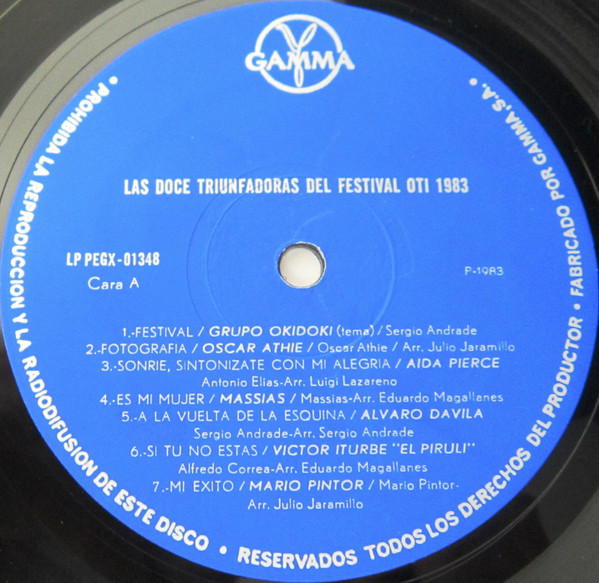 GAMMA
LAS DOCE TRIUNFADORAS DEL FESTIVAL OTI 1983
LP PEGX-01348
Cara A
P-1983
1.-FESTIVAL / GRUPO OKIDOKI (tema) / Sergio Andrade
2.-FOTOGRAFIA / OSCAR ATHIE / Oscar Athie / Arr. Julio Jaramillo
3.-SONRIE, SINTONIZATE CON MI ALEGRIA / AIDA PIERCE
Antonio Elias-Arr. Luigi Lazareno
4.-ES MI MUJER / MASSIAS / Massias-Arr. Eduardo Magallanes
5.-A LA VUELTA DE LA ESQUINA / ALVARO DAVILA
Sergio Andrade-Arr. Sergio Andrade
6.-SI TU NO ESTAS / VICTOR ITURBE "EL PIRULI"
Alfredo Correa-Arr. Eduardo Magallanes
7.-MI EXITO / MARIO PINTOR / Mario Pintor-
Arr. Julio Jaramillo
• PROHIBIDA LA REPRODUCCION Y LA RADIODIFUSION DE ESTE DISCO • RESERVADOS TODOS LOS DERECHOS DEL PRODUCTOR • FABRICADO POR GAMMA, S.A. •